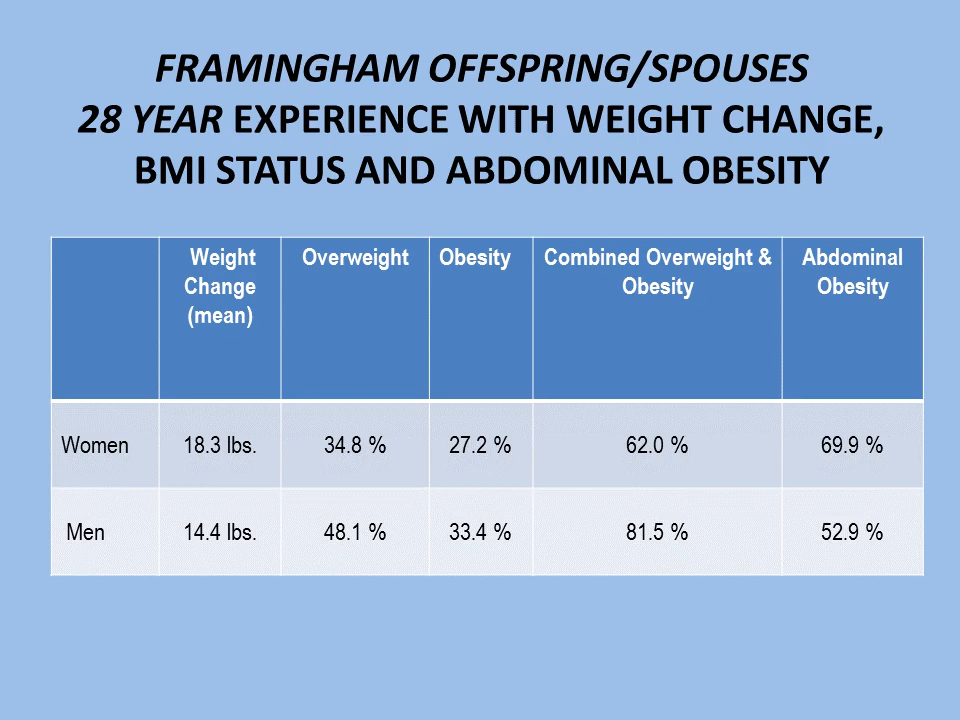 FRAMINGHAM OFFSPRING/SPOUSES
28 YEAR EXPERIENCE WITH WEIGHT CHANGE,
BMI STATUS AND ABDOMINAL OBESITY
Weight
Change
(mean)
Overweight
Obesity
Combined Overweight &
Obesity
Abdominal
Obesity
Women 18.3 lbs. 34.8 % 27.2 % 62.0 % 69.9 %
Men 14.4 lbs. 48.1 % 33.4 % 81.5 % 52.9 %